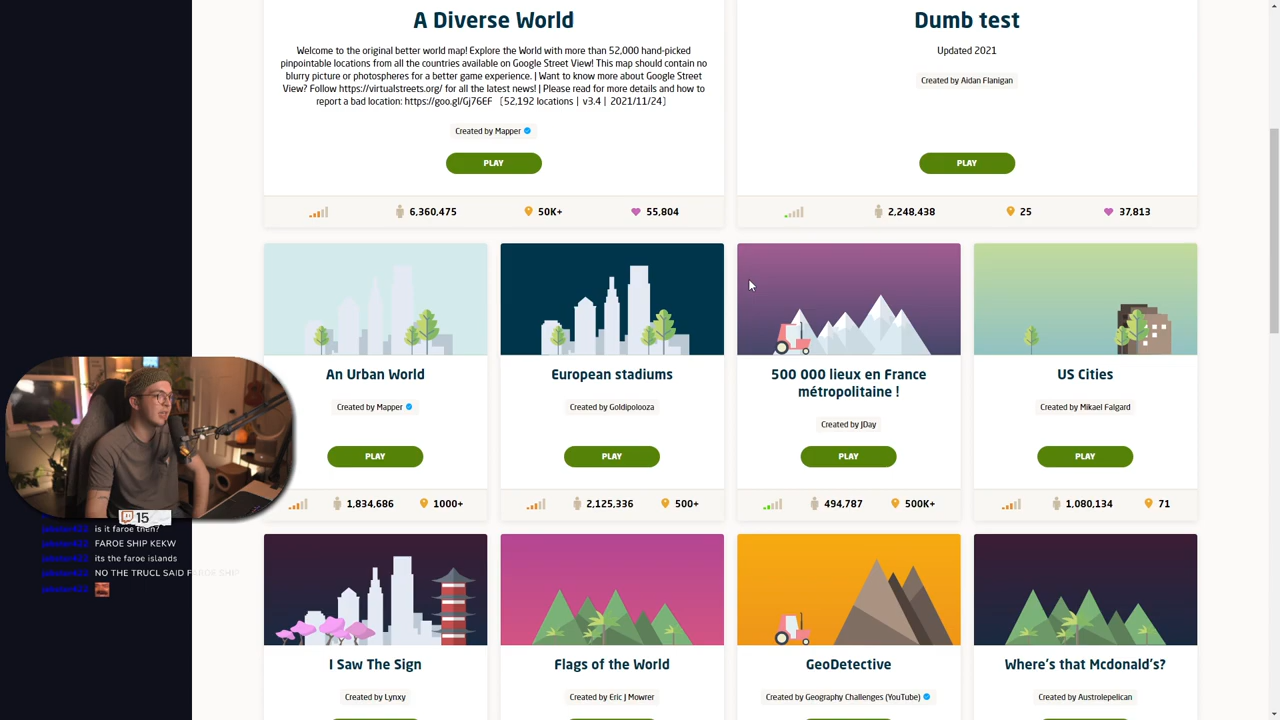 A Diverse World
Welcome to the original better world map! Explore the World with more than 52,000 hand-picked
pinpointable locations from all the countries available on Google Street View! This map should contain no
blurry picture or photospheres for a better game experience. | Want to know more about Google Street
View? Follow https://virtualstreets.org/ for all the latest news! | Please read for more details and how to
report a bad location: https://goo.gl/Gj76EF 〔52,192 locations | v3.4 | 2021/11/24〕
Created by Mapper
PLAY
6,360,475
50K+
55,804
Dumb test
Updated 2021
Created by Aidan Flanigan
PLAY
2,248,438
25
37,813
An Urban World
Created by Mapper
PLAY
1,834,686
1000+
European stadiums
Created by Goldipolooza
PLAY
2,125,336
500+
500 000 lieux en France
métropolitaine !
Created by JDay
PLAY
494,787
500K+
US Cities
Created by Mikael Falgard
PLAY
1,080,134
71
15
is it faroe then?
FAROE SHIP KEKW
its the faroe islands
NO THE TRUCL SAID FAROE SHIP
I Saw The Sign
Created by Lynxy
Flags of the World
Created by Eric J Mowrer
GeoDetective
Created by Geography Challenges (YouTube)
Where's that Mcdonald's?
Created by Austrolepelican